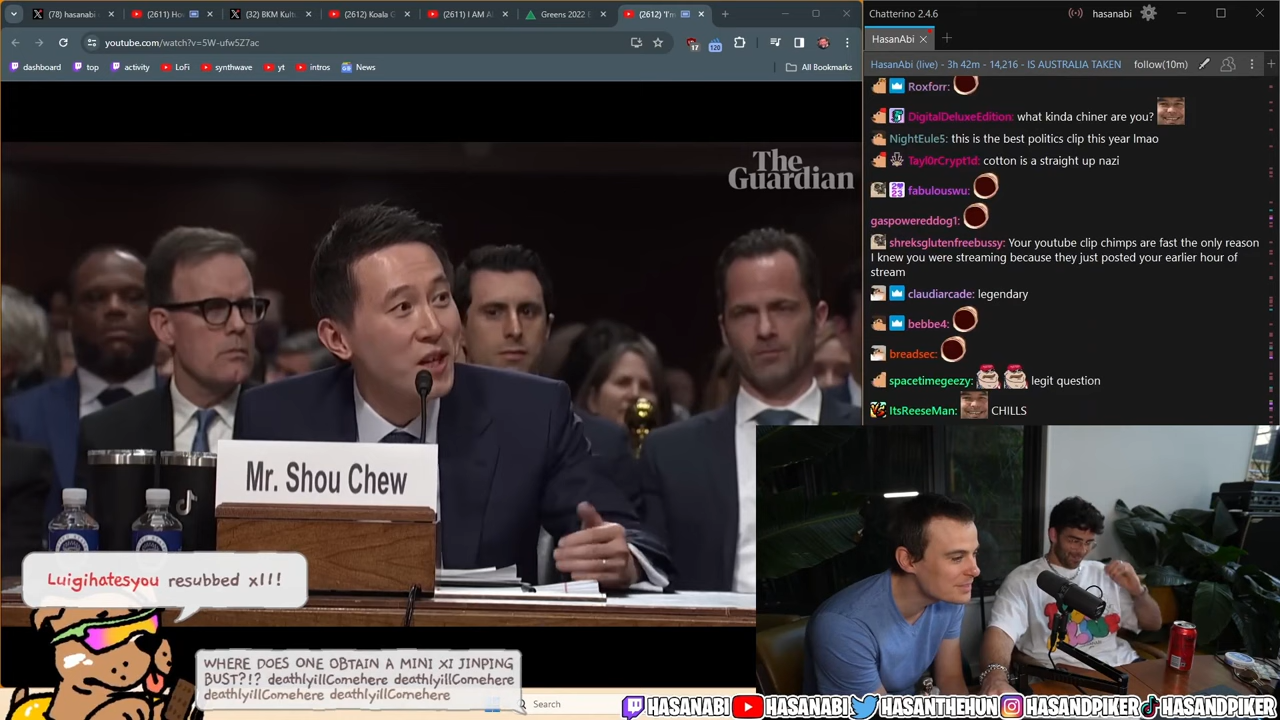 (78) hasanabi
(2611) Ho
(32) BKM Kult
(2612) Koala G
(2611) I AM A
Greens 2022 E
(2612) 'I'm
youtube.com/watch?v=5W-ufw5Z7ac
17
120
dashboard
top
activity
LoFi
synthwave
yt
intros
News
All Bookmarks
The
Guardian
Mr. Shou Chew
Luigihatesyou resubbed x11!
WHERE DOES ONE OBTAIN A MINI XI JINPING
BUST?!? deathlyillComehere deathlyillComehere
deathlyillComehere deathlyillComehere
Search
Chatterino 2.4.6
hasanabi
HasanAbi
HasanAbi (live) - 3h 42m - 14,216 - IS AUSTRALIA TAKEN
follow(10m)
Roxforr:
DigitalDeluxeEdition: what kinda chiner are you?
NightEule5: this is the best politics clip this year lmao
Tayl0rCrypt1d: cotton is a straight up nazi
fabulouswu:
gaspowereddog1:
shreksglutenfreebussy: Your youtube clip chimps are fast the only reason
I knew you were streaming because they just posted your earlier hour of
stream
claudiarcade: legendary
bebbe4:
breadsec:
spacetimegeezy: legit question
ItsReeseMan: CHILLS
HASANABI HASANABI HASANTHEHUN HASANDPIKER HASANDPIKER